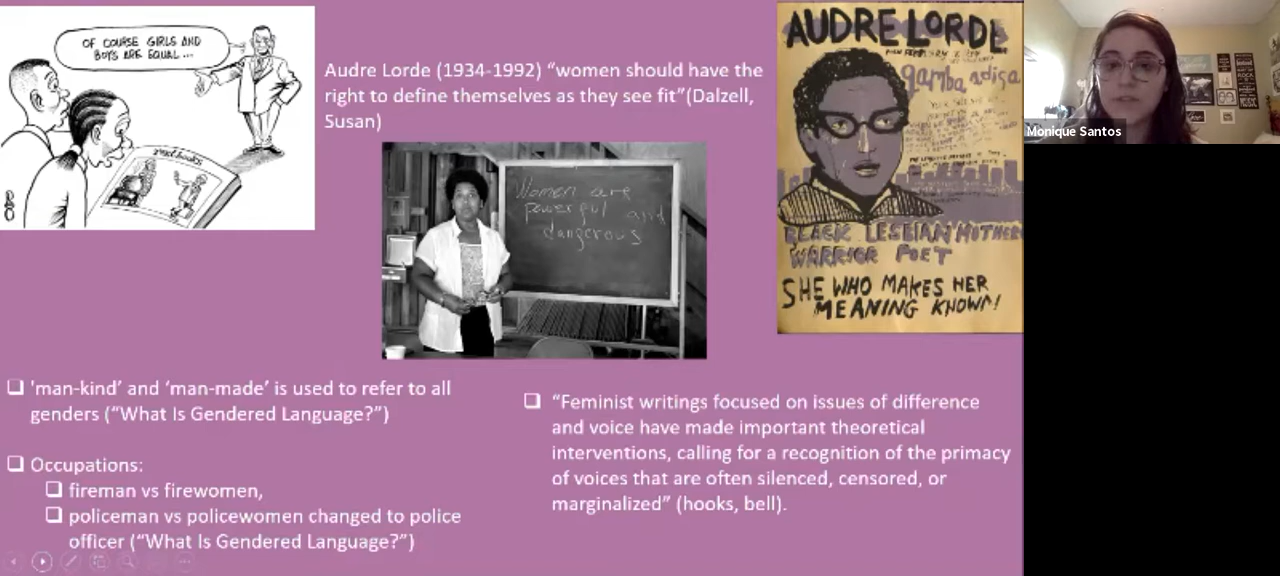 OF COURSE GIRLS AND
BOYS ARE EQUAL...
Audre Lorde (1934-1992) “women should have the
right to define themselves as they see fit”(Dalzell,
Susan)
Women are
powerful and
dangerous
AUDRE LORDE
gamba adisa
BLACK LESBIAN MOTHER
WARRIOR POET
SHE WHO MAKES HER
MEANING KNOWN!
Monique Santos
❑ 'man-kind’ and ‘man-made’ is used to refer to all
genders (“What Is Gendered Language?”)
❑ Occupations:
❑ fireman vs firewomen,
❑ policeman vs policewomen changed to police
officer (“What Is Gendered Language?”)
❑ “Feminist writings focused on issues of difference
and voice have made important theoretical
interventions, calling for a recognition of the primacy
of voices that are often silenced, censored, or
marginalized” (hooks, bell).